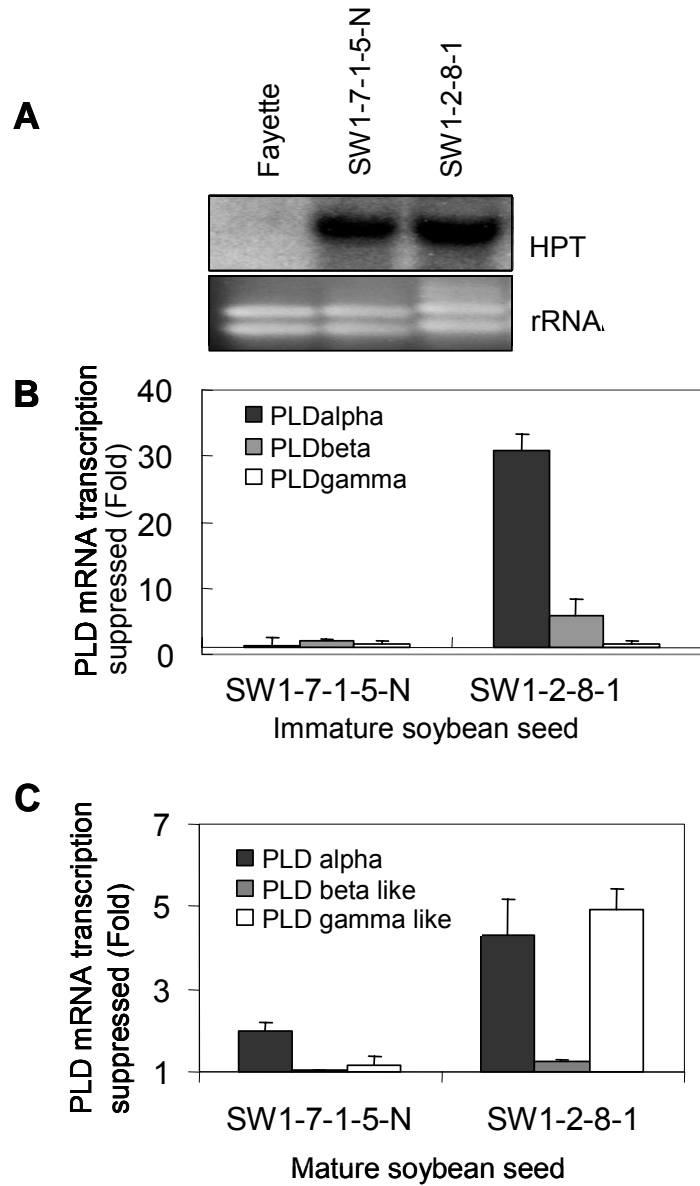 A
Fayette
SW1-7-1-5-N
SW1-2-8-1
HPT
rRNA
B
PLD mRNA transcription
suppressed (Fold)
40
30
20
10
0
PLDalpha
PLDbeta
PLDgamma
SW1-7-1-5-N
SW1-2-8-1
Immature soybean seed
C
PLD mRNA transcription
suppressed (Fold)
7
5
3
1
PLD alpha
PLD beta like
PLD gamma like
SW1-7-1-5-N
SW1-2-8-1
Mature soybean seed